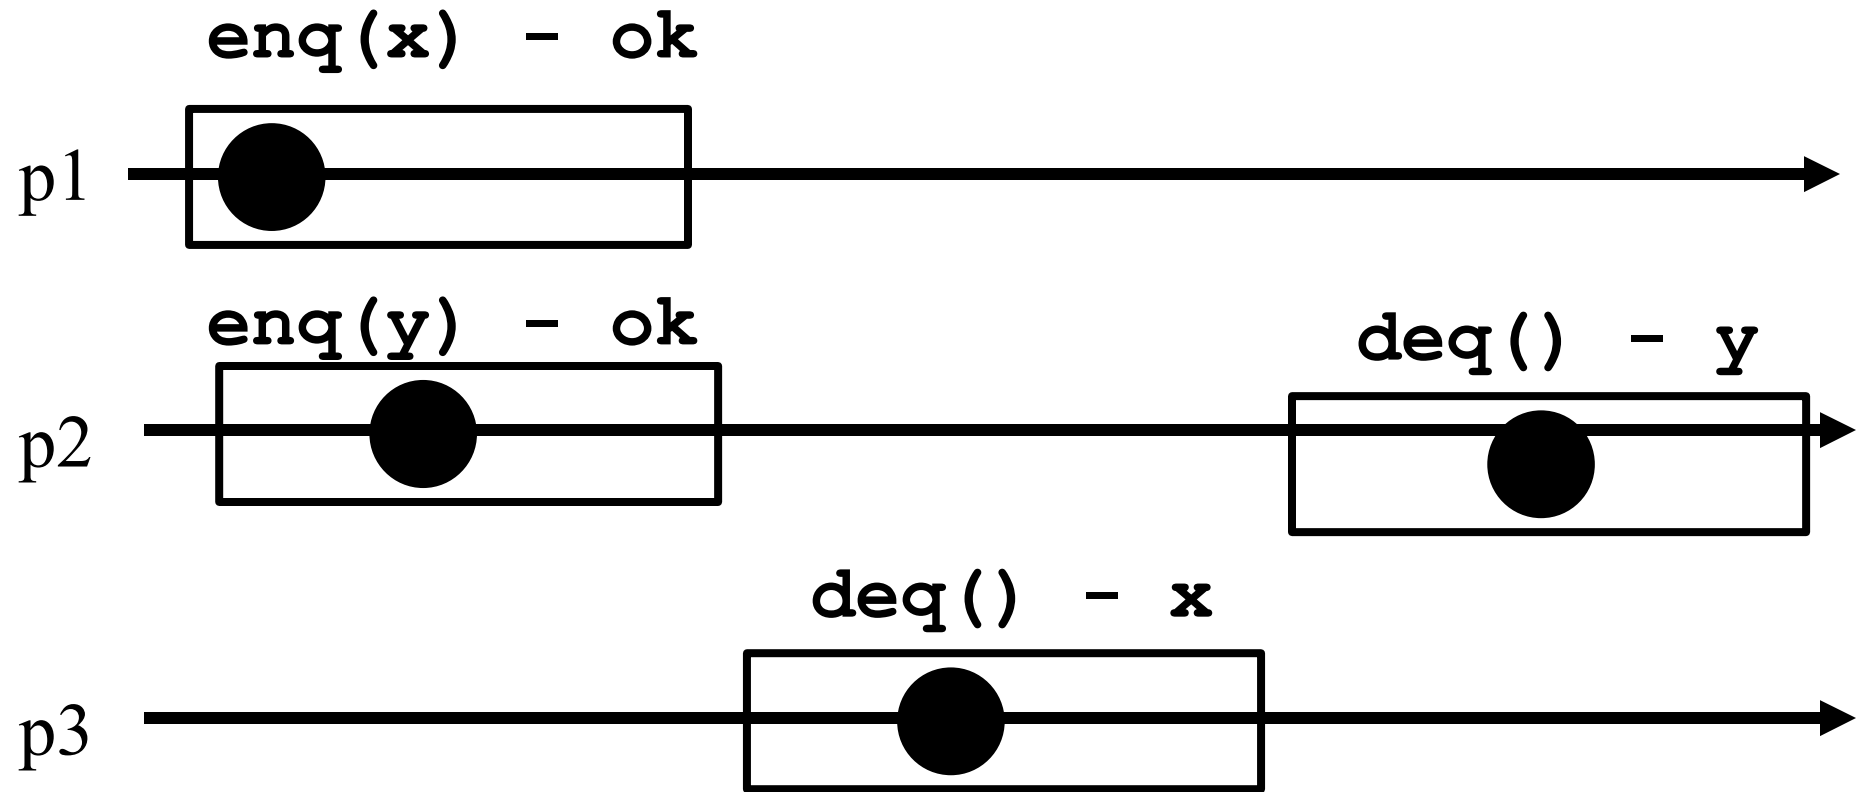 enq(x) - ok
p1
enq(y) - ok
deq() - y
p2
deq() - x
p3